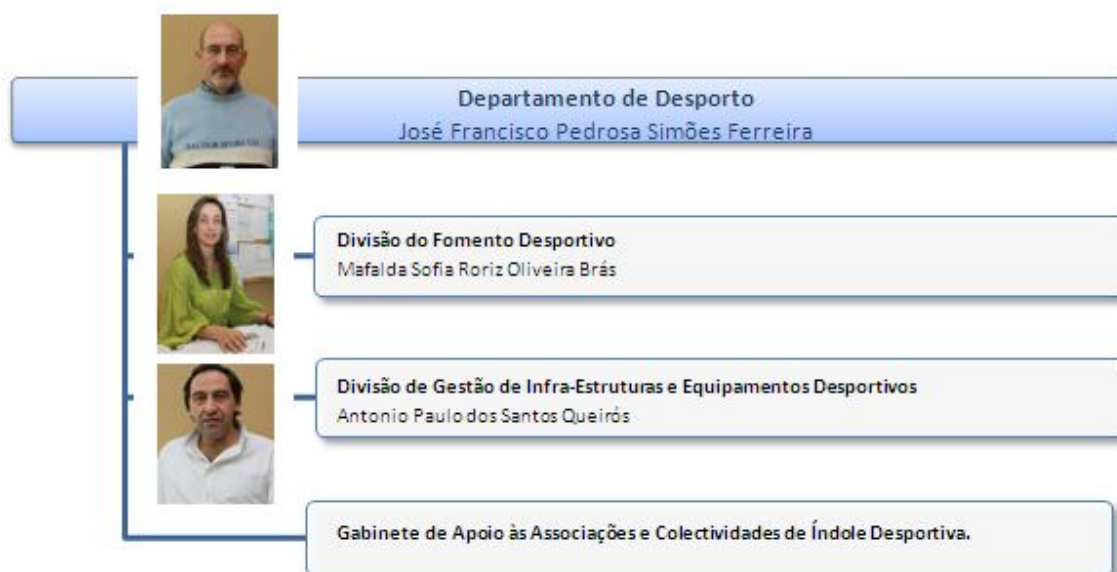 Departamento de Desporto
José Francisco Pedrosa Simões Ferreira
Divisão do Fomento Desportivo
Mafalda Sofia Roriz Oliveira Brás
Divisão de Gestão de Infra-Estruturas e Equipamentos Desportivos
Antonio Paulo dos Santos Queirós
Gabinete de Apoio às Associações e Colectividades de Índole Desportiva.